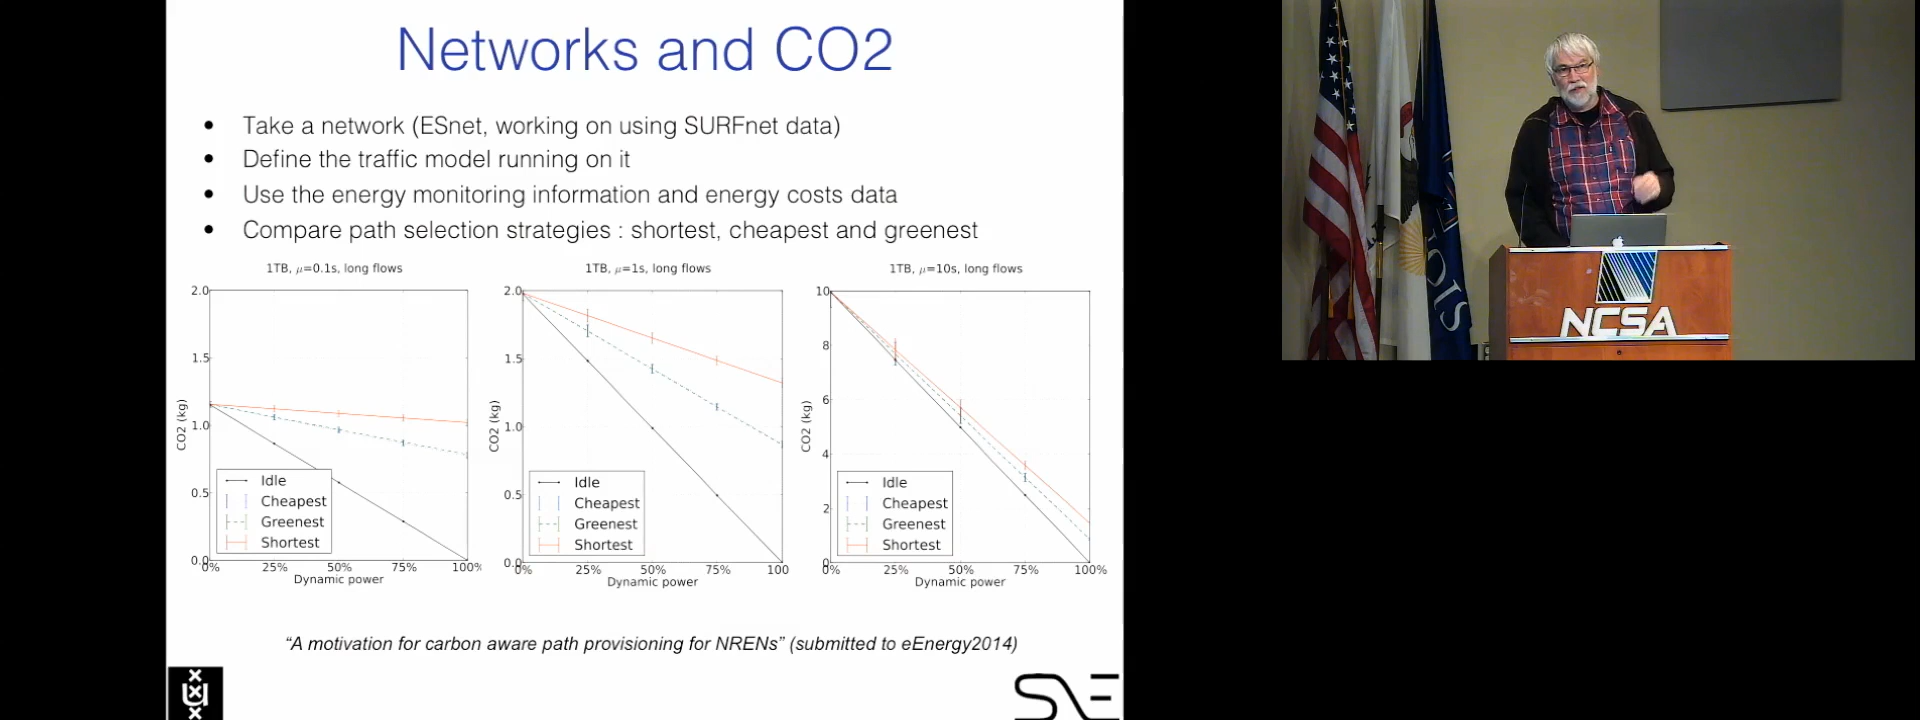 Networks and CO2
• Take a network (ESnet, working on using SURFnet data)
• Define the traffic model running on it
• Use the energy monitoring information and energy costs data
• Compare path selection strategies : shortest, cheapest and greenest
1TB, μ=0.1s, long flows
2.0
1.5
1.0
0.5
0.0
CO2 (kg)
Idle
Cheapest
Greenest
Shortest
0% 25% 50% 75% 100%
Dynamic power
1TB, μ=1s, long flows
2.0
1.5
1.0
0.5
0.0
CO2 (kg)
Idle
Cheapest
Greenest
Shortest
0% 25% 50% 75% 100
Dynamic power
1TB, μ=10s, long flows
10
8
6
4
2
0
CO2 (kg)
Idle
Cheapest
Greenest
Shortest
0% 25% 50% 75% 100%
Dynamic power
“A motivation for carbon aware path provisioning for NRENs” (submitted to eEnergy2014)
SNE
NCSA
OIS